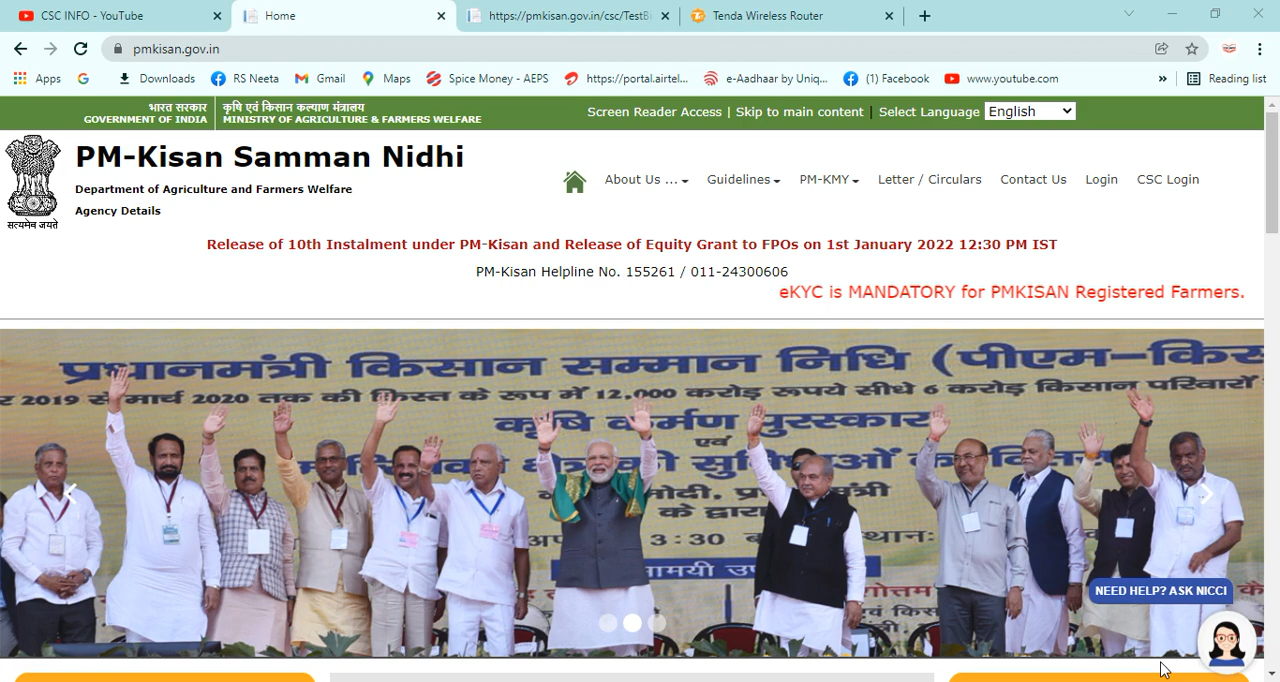 CSC INFO - YouTube
Home
https://pmkisan.gov.in/csc/TestBi
Tenda Wireless Router
pmkisan.gov.in
Apps
Downloads
RS Neeta
Gmail
Maps
Spice Money - AEPS
https://portal.airtel...
e-Aadhaar by Uniq...
(1) Facebook
www.youtube.com
»
Reading list
भारत सरकार
GOVERNMENT OF INDIA
कृषि एवं किसान कल्याण मंत्रालय
MINISTRY OF AGRICULTURE & FARMERS WELFARE
Screen Reader Access | Skip to main content | Select Language English
सत्यमेव जयते
PM-Kisan Samman Nidhi
Department of Agriculture and Farmers Welfare
Agency Details
About Us ...
Guidelines
PM-KMY
Letter / Circulars
Contact Us
Login
CSC Login
Release of 10th Instalment under PM-Kisan and Release of Equity Grant to FPOs on 1st January 2022 12:30 PM IST
PM-Kisan Helpline No. 155261 / 011-24300606
eKYC is MANDATORY for PMKISAN Registered Farmers.
प्रधानमंत्री किसान सम्मान निधि (पीएम-किस
2019 से मार्च 2020 तक की किस्त के रूप में 12,000 करोड़ रूपये सीधे 6 करोड़ किसान परिवारों
कृषि कर्मण पुरस्कार
एवं
की सुविधाओं का वित
मोदी, प्रधानमंत्री
के द्वारा
3:30
स्थान:
NEED HELP? ASK NICCI